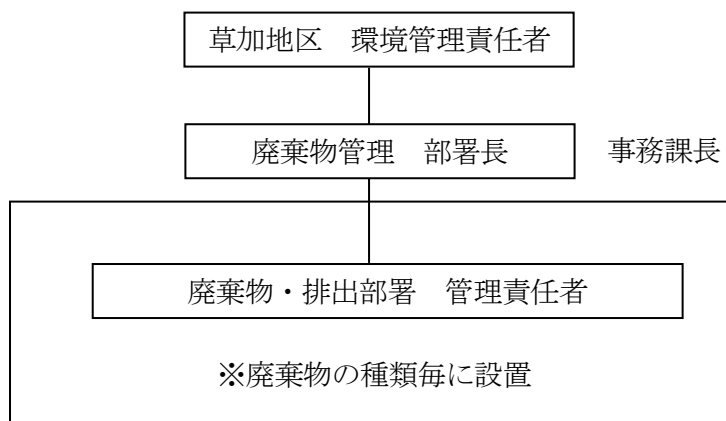 草加地区　環境管理責任者
廃棄物管理　部署長　事務課長
廃棄物・排出部署　管理責任者
※廃棄物の種類毎に設置